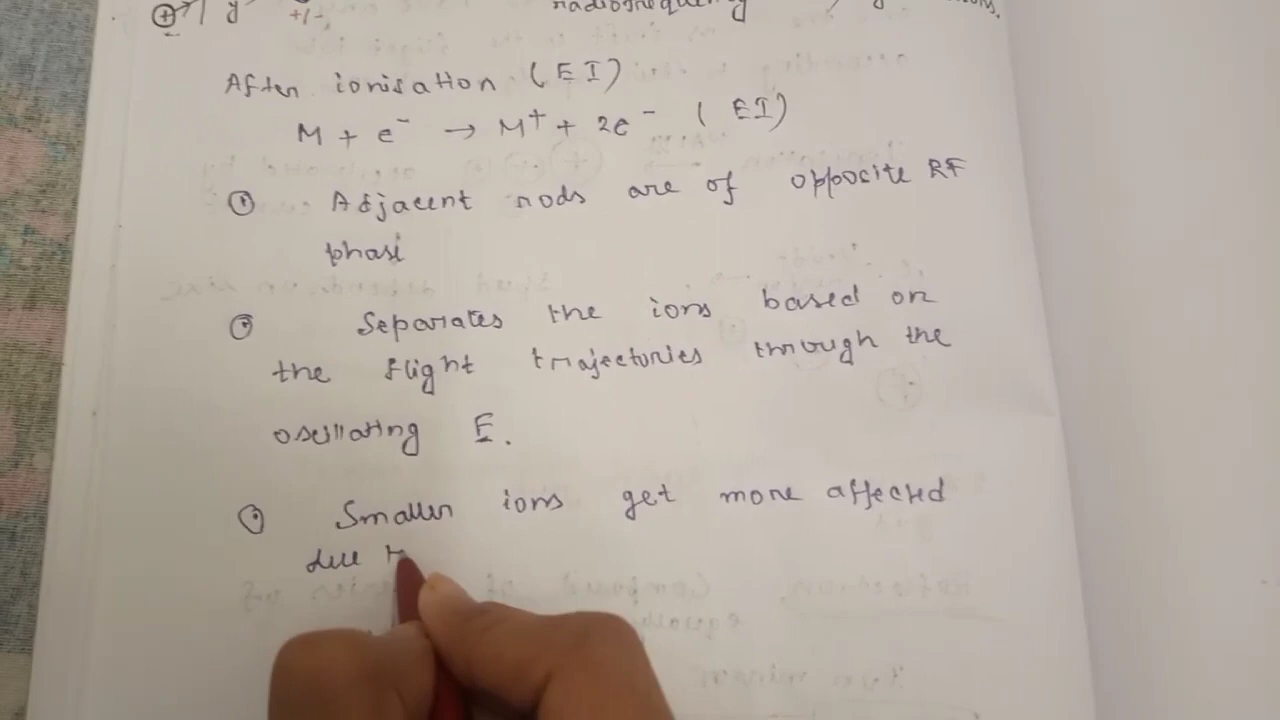 ⊕ y +/- radiofrequency
After ionisation (EI)
M + e⁻ → M⁺ + 2e⁻ (EI)
⊙ Adjacent rods are of opposite RF
phase
⊙ Separates the ions based on
the flight trajectories through the
oscillating E.
⊙ Smaller ions get more affected
due t